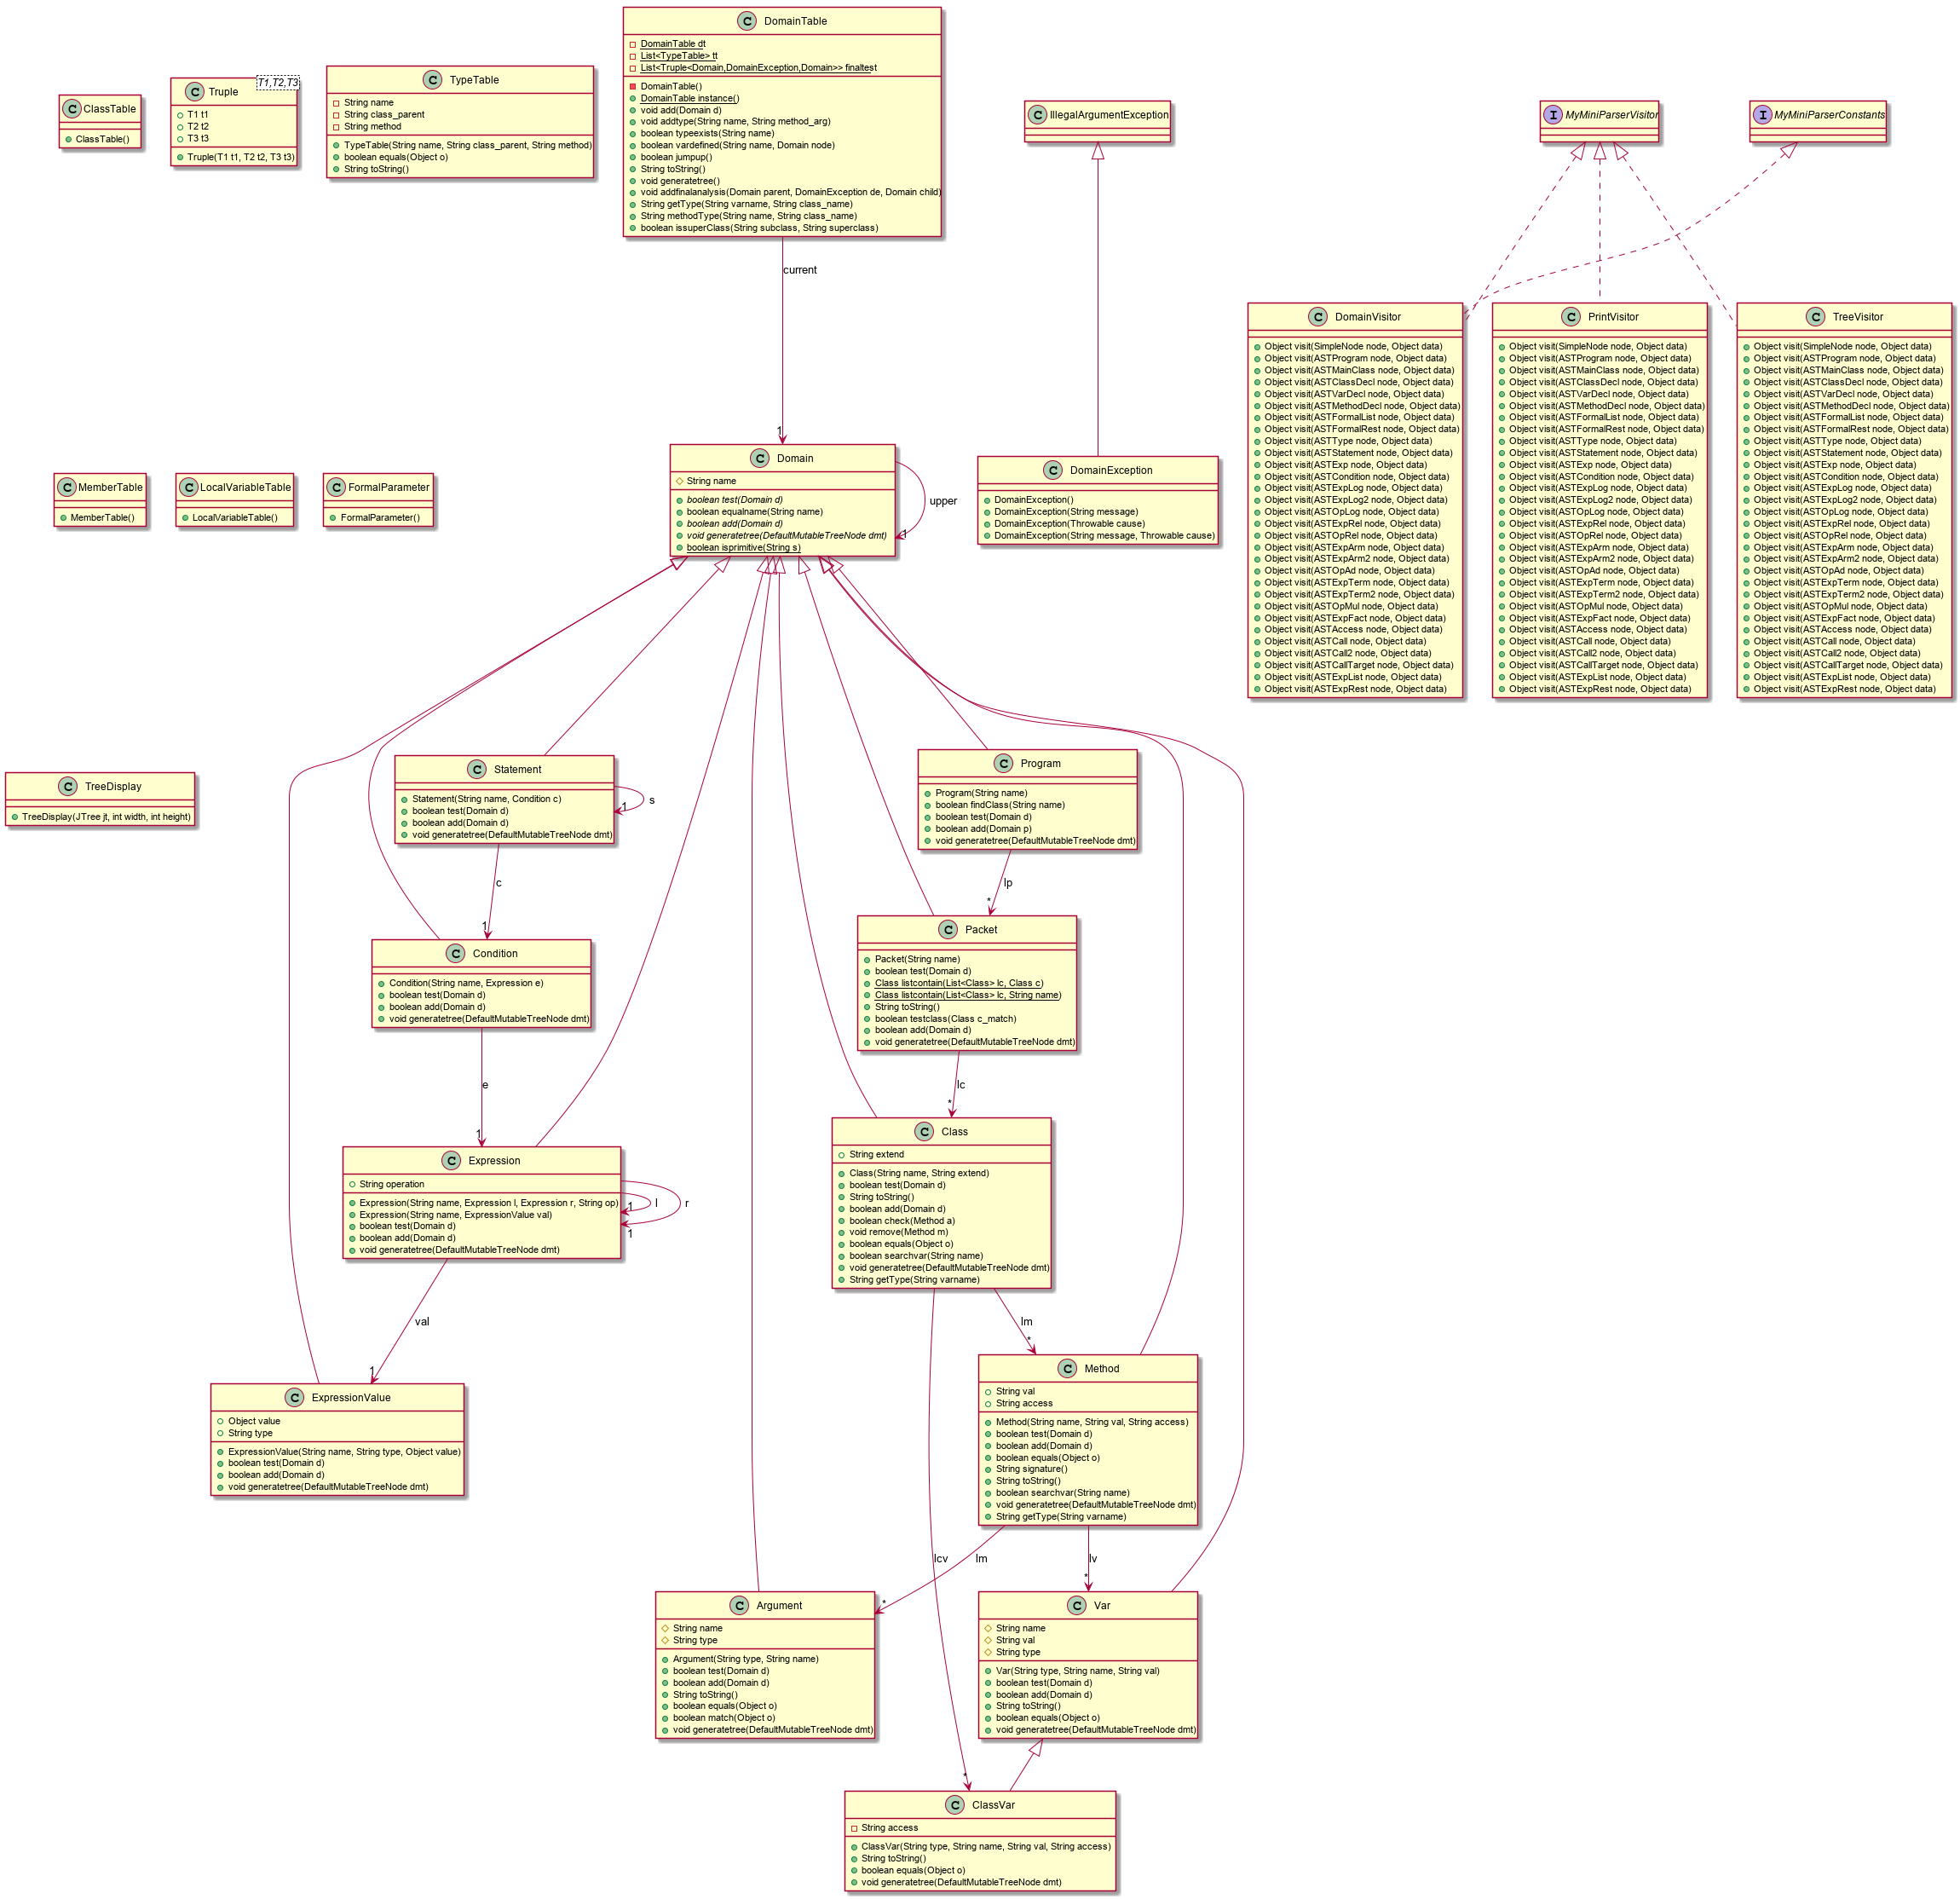 ClassTable
ClassTable()
Truple
T1,T2,T3
T1 t1
T2 t2
T3 t3
Truple(T1 t1, T2 t2, T3 t3)
TypeTable
String name
String class_parent
String method
TypeTable(String name, String class_parent, String method)
boolean equals(Object o)
String toString()
DomainTable
DomainTable dt
List<TypeTable> tt
List<Truple<Domain,DomainException,Domain>> finaltest
DomainTable()
DomainTable instance()
void add(Domain d)
void addtype(String name, String method_arg)
boolean typeexists(String name)
boolean vardefined(String name, Domain node)
boolean jumpup()
String toString()
void generatetree()
void addfinalanalysis(Domain parent, DomainException de, Domain child)
String getType(String varname, String class_name)
String methodType(String name, String class_name)
boolean issuperClass(String subclass, String superclass)
IllegalArgumentException
MyMiniParserVisitor
MyMiniParserConstants
current
1
DomainVisitor
Object visit(SimpleNode node, Object data)
Object visit(ASTProgram node, Object data)
Object visit(ASTMainClass node, Object data)
Object visit(ASTClassDecl node, Object data)
Object visit(ASTVarDecl node, Object data)
Object visit(ASTMethodDecl node, Object data)
Object visit(ASTFormalList node, Object data)
Object visit(ASTFormalRest node, Object data)
Object visit(ASTType node, Object data)
Object visit(ASTStatement node, Object data)
Object visit(ASTExp node, Object data)
Object visit(ASTCondition node, Object data)
Object visit(ASTExpLog node, Object data)
Object visit(ASTExpLog2 node, Object data)
Object visit(ASTOpLog node, Object data)
Object visit(ASTExpRel node, Object data)
Object visit(ASTOpRel node, Object data)
Object visit(ASTExpArm node, Object data)
Object visit(ASTExpArm2 node, Object data)
Object visit(ASTOpAd node, Object data)
Object visit(ASTExpTerm node, Object data)
Object visit(ASTExpTerm2 node, Object data)
Object visit(ASTOpMul node, Object data)
Object visit(ASTExpFact node, Object data)
Object visit(ASTAccess node, Object data)
Object visit(ASTCall node, Object data)
Object visit(ASTCall2 node, Object data)
Object visit(ASTCallTarget node, Object data)
Object visit(ASTExpList node, Object data)
Object visit(ASTExpRest node, Object data)
PrintVisitor
Object visit(SimpleNode node, Object data)
Object visit(ASTProgram node, Object data)
Object visit(ASTMainClass node, Object data)
Object visit(ASTClassDecl node, Object data)
Object visit(ASTVarDecl node, Object data)
Object visit(ASTMethodDecl node, Object data)
Object visit(ASTFormalList node, Object data)
Object visit(ASTFormalRest node, Object data)
Object visit(ASTType node, Object data)
Object visit(ASTStatement node, Object data)
Object visit(ASTExp node, Object data)
Object visit(ASTCondition node, Object data)
Object visit(ASTExpLog node, Object data)
Object visit(ASTExpLog2 node, Object data)
Object visit(ASTOpLog node, Object data)
Object visit(ASTExpRel node, Object data)
Object visit(ASTOpRel node, Object data)
Object visit(ASTExpArm node, Object data)
Object visit(ASTExpArm2 node, Object data)
Object visit(ASTOpAd node, Object data)
Object visit(ASTExpTerm node, Object data)
Object visit(ASTExpTerm2 node, Object data)
Object visit(ASTOpMul node, Object data)
Object visit(ASTExpFact node, Object data)
Object visit(ASTAccess node, Object data)
Object visit(ASTCall node, Object data)
Object visit(ASTCall2 node, Object data)
Object visit(ASTCallTarget node, Object data)
Object visit(ASTExpList node, Object data)
Object visit(ASTExpRest node, Object data)
TreeVisitor
Object visit(SimpleNode node, Object data)
Object visit(ASTProgram node, Object data)
Object visit(ASTMainClass node, Object data)
Object visit(ASTClassDecl node, Object data)
Object visit(ASTVarDecl node, Object data)
Object visit(ASTMethodDecl node, Object data)
Object visit(ASTFormalList node, Object data)
Object visit(ASTFormalRest node, Object data)
Object visit(ASTType node, Object data)
Object visit(ASTStatement node, Object data)
Object visit(ASTExp node, Object data)
Object visit(ASTCondition node, Object data)
Object visit(ASTExpLog node, Object data)
Object visit(ASTExpLog2 node, Object data)
Object visit(ASTOpLog node, Object data)
Object visit(ASTExpRel node, Object data)
Object visit(ASTOpRel node, Object data)
Object visit(ASTExpArm node, Object data)
Object visit(ASTExpArm2 node, Object data)
Object visit(ASTOpAd node, Object data)
Object visit(ASTExpTerm node, Object data)
Object visit(ASTExpTerm2 node, Object data)
Object visit(ASTOpMul node, Object data)
Object visit(ASTExpFact node, Object data)
Object visit(ASTAccess node, Object data)
Object visit(ASTCall node, Object data)
Object visit(ASTCall2 node, Object data)
Object visit(ASTCallTarget node, Object data)
Object visit(ASTExpList node, Object data)
Object visit(ASTExpRest node, Object data)
MemberTable
MemberTable()
LocalVariableTable
LocalVariableTable()
FormalParameter
FormalParameter()
Domain
String name
boolean test(Domain d)
boolean equalname(String name)
boolean add(Domain d)
void generatetree(DefaultMutableTreeNode dmt)
boolean isprimitive(String s)
upper
1
DomainException
DomainException()
DomainException(String message)
DomainException(Throwable cause)
DomainException(String message, Throwable cause)
TreeDisplay
TreeDisplay(JTree jt, int width, int height)
Statement
Statement(String name, Condition c)
boolean test(Domain d)
boolean add(Domain d)
void generatetree(DefaultMutableTreeNode dmt)
s
1
Program
Program(String name)
boolean findClass(String name)
boolean test(Domain d)
boolean add(Domain p)
void generatetree(DefaultMutableTreeNode dmt)
c
1
lp
*
Condition
Condition(String name, Expression e)
boolean test(Domain d)
boolean add(Domain d)
void generatetree(DefaultMutableTreeNode dmt)
Packet
Packet(String name)
boolean test(Domain d)
Class listcontain(List<Class> lc, Class c)
Class listcontain(List<Class> lc, String name)
String toString()
boolean testclass(Class c_match)
boolean add(Domain d)
void generatetree(DefaultMutableTreeNode dmt)
e
1
lc
*
Expression
String operation
Expression(String name, Expression l, Expression r, String op)
Expression(String name, ExpressionValue val)
boolean test(Domain d)
boolean add(Domain d)
void generatetree(DefaultMutableTreeNode dmt)
l
1
r
1
Class
String extend
Class(String name, String extend)
boolean test(Domain d)
String toString()
boolean add(Domain d)
boolean check(Method a)
void remove(Method m)
boolean equals(Object o)
boolean searchvar(String name)
void generatetree(DefaultMutableTreeNode dmt)
String getType(String varname)
val
1
lm
*
ExpressionValue
Object value
String type
ExpressionValue(String name, String type, Object value)
boolean test(Domain d)
boolean add(Domain d)
void generatetree(DefaultMutableTreeNode dmt)
Method
String val
String access
Method(String name, String val, String access)
boolean test(Domain d)
boolean add(Domain d)
boolean equals(Object o)
String signature()
String toString()
boolean searchvar(String name)
void generatetree(DefaultMutableTreeNode dmt)
String getType(String varname)
lcv
*
lm
*
lv
*
Argument
String name
String type
Argument(String type, String name)
boolean test(Domain d)
boolean add(Domain d)
String toString()
boolean equals(Object o)
boolean match(Object o)
void generatetree(DefaultMutableTreeNode dmt)
Var
String name
String val
String type
Var(String type, String name, String val)
boolean test(Domain d)
boolean add(Domain d)
String toString()
boolean equals(Object o)
void generatetree(DefaultMutableTreeNode dmt)
ClassVar
String access
ClassVar(String type, String name, String val, String access)
String toString()
boolean equals(Object o)
void generatetree(DefaultMutableTreeNode dmt)